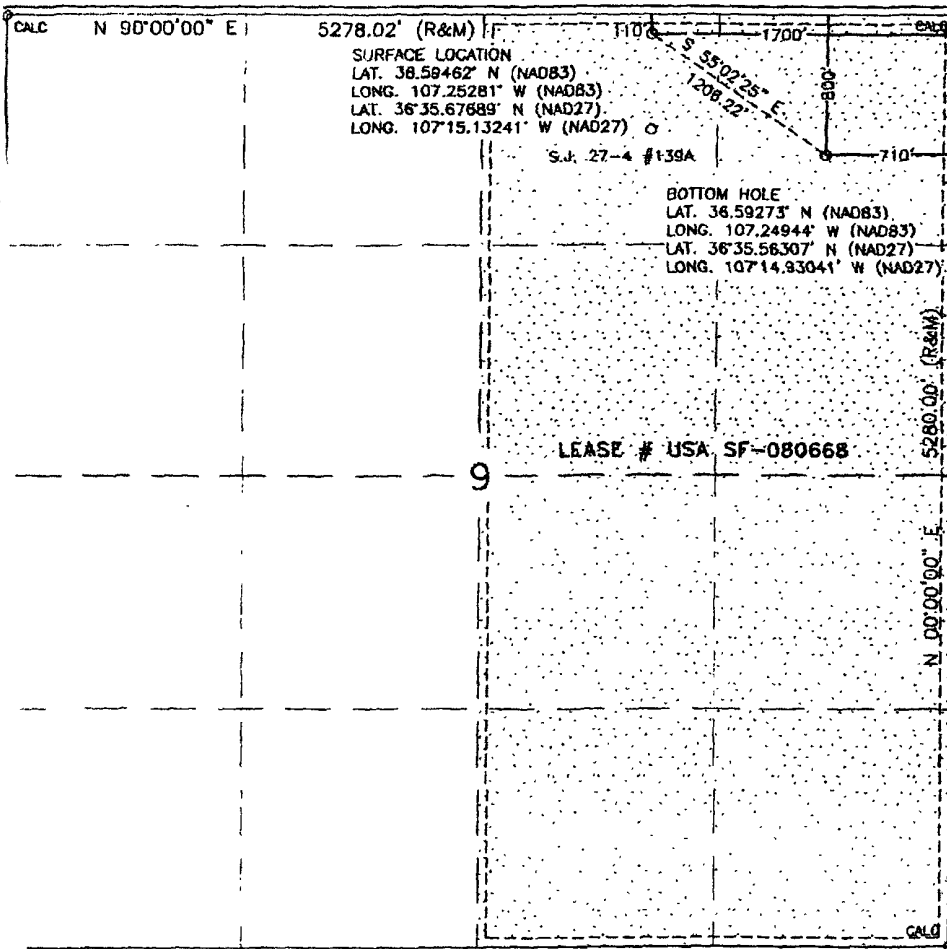 CALC N 90°00'00" E 5278.02' (R&M) 110' 1700' CALC
SURFACE LOCATION
LAT. 36.59462° N (NAD83)
LONG. 107.25281° W (NAD83)
LAT. 36°35.67689' N (NAD27)
LONG. 107°15.13241' W (NAD27)
S 55°02'25" E
1208.22'
800'
710'
S.J. 27-4 #139A
BOTTOM HOLE
LAT. 36.59273° N (NAD83)
LONG. 107.24944° W (NAD83)
LAT. 36°35.56307' N (NAD27)
LONG. 107°14.93041' W (NAD27)
LEASE # USA SF-080668
9
N 00°00'00" E 5280.00' (R&M)
CALC